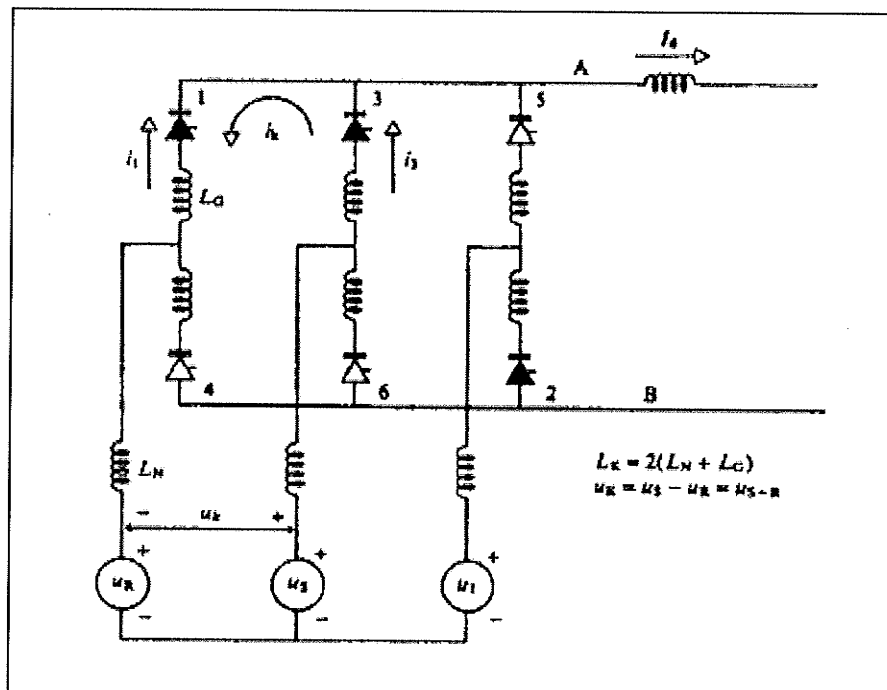 I_d
A
1 3 5
i_k
i_1 i_3
L_G
4 6 2 B
L_N
L_K = 2(L_N + L_G)
u_K = u_S - u_R = u_S-R
- u_k +
+ + +
u_R u_S
- - -